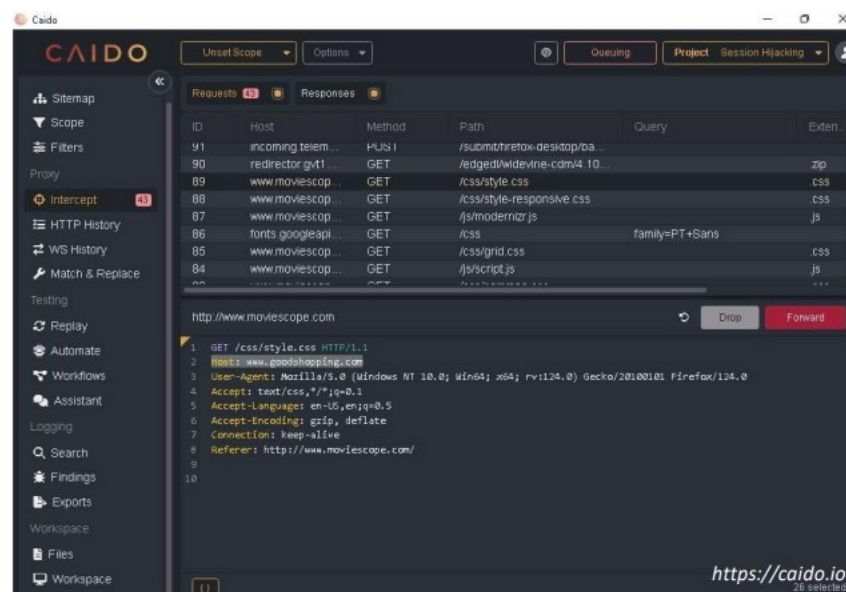 Caido
CAIDO
Unset Scope
Options
Queuing
Project Session Hijacking
Sitemap
Scope
Filters
Proxy
Intercept 43
HTTP History
WS History
Match & Replace
Testing
Replay
Automate
Workflows
Assistant
Logging
Search
Findings
Exports
Workspace
Files
Workspace
Requests 43 Responses
ID Host Method Path Query Exten...
91 incoming.telem... POST /submit/firefox-desktop/ba...
90 redirector.gvt1.... GET /edgedl/widevine-cdm/4.10... .zip
89 www.moviescop... GET /css/style.css .css
88 www.moviescop... GET /css/style-responsive.css .css
87 www.moviescop... GET /js/modernizr.js .js
86 fonts.googleapi... GET /css family=PT+Sans
85 www.moviescop... GET /css/grid.css .css
84 www.moviescop... GET /js/script.js .js
http://www.moviescope.com Drop Forward
1 GET /css/style.css HTTP/1.1
2 Host: www.goodshopping.com
3 User-Agent: Mozilla/5.0 (Windows NT 10.0; Win64; x64; rv:124.0) Gecko/20100101 Firefox/124.0
4 Accept: text/css,*/*;q=0.1
5 Accept-Language: en-US,en;q=0.5
6 Accept-Encoding: gzip, deflate
7 Connection: keep-alive
8 Referer: http://www.moviescope.com/
9
10
{}
https://caido.io
26 selected